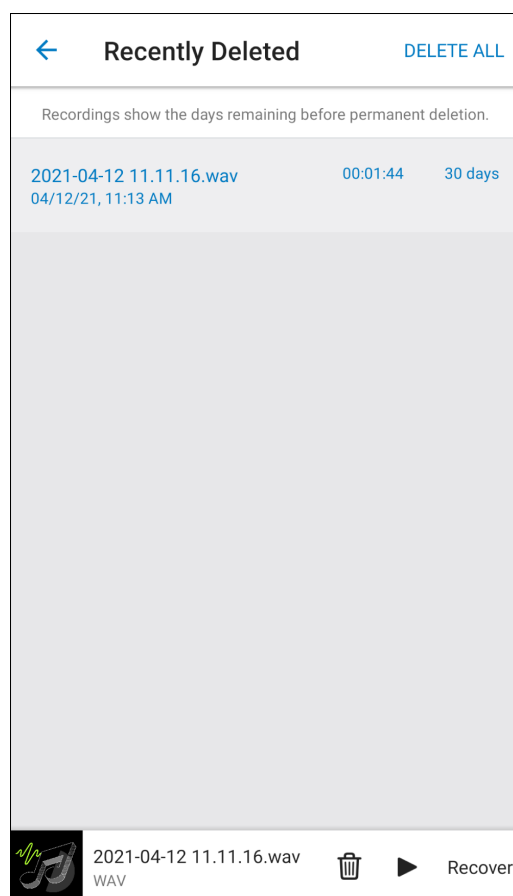 Recently Deleted DELETE ALL
Recordings show the days remaining before permanent deletion.
2021-04-12 11.11.16.wav 00:01:44 30 days
04/12/21, 11:13 AM
2021-04-12 11.11.16.wav
WAV
Recover